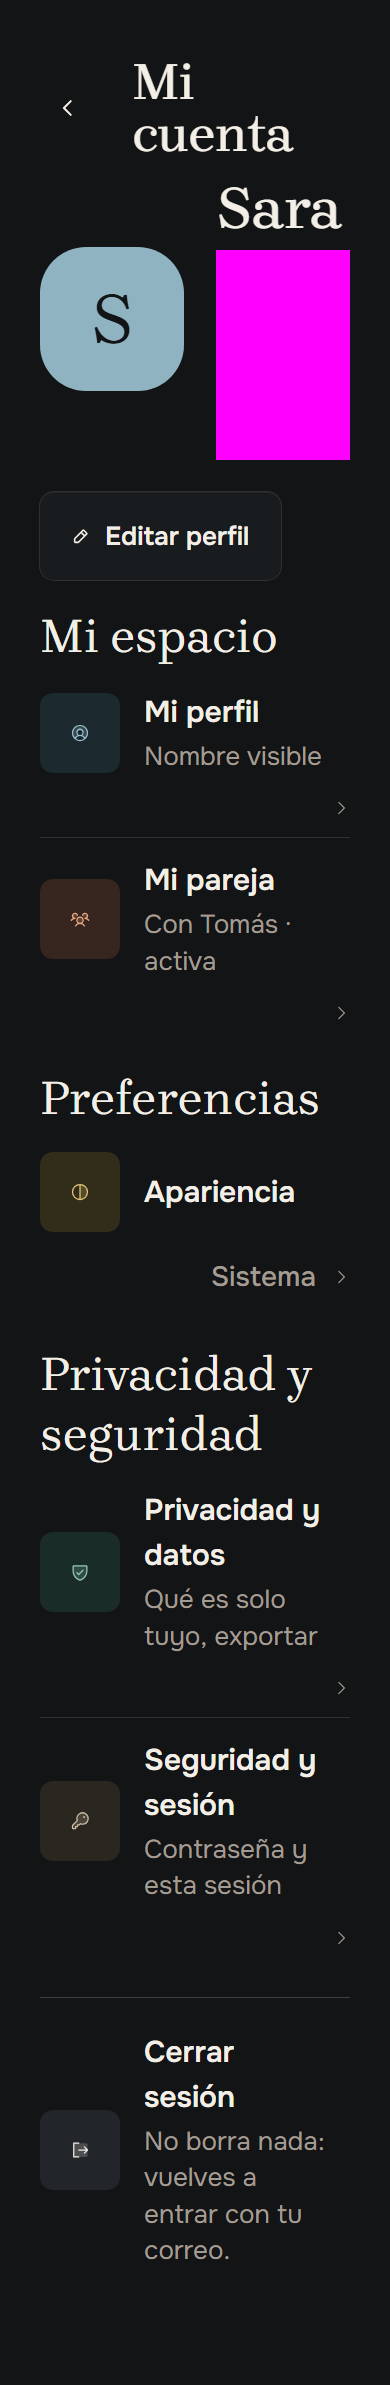 Mi
cuenta
Sara
S
Editar perfil
Mi espacio
Mi perfil
Nombre visible
Mi pareja
Con Tomás ·
activa
Preferencias
Apariencia
Sistema
Privacidad y
seguridad
Privacidad y
datos
Qué es solo
tuyo, exportar
Seguridad y
sesión
Contraseña y
esta sesión
Cerrar
sesión
No borra nada:
vuelves a
entrar con tu
correo.